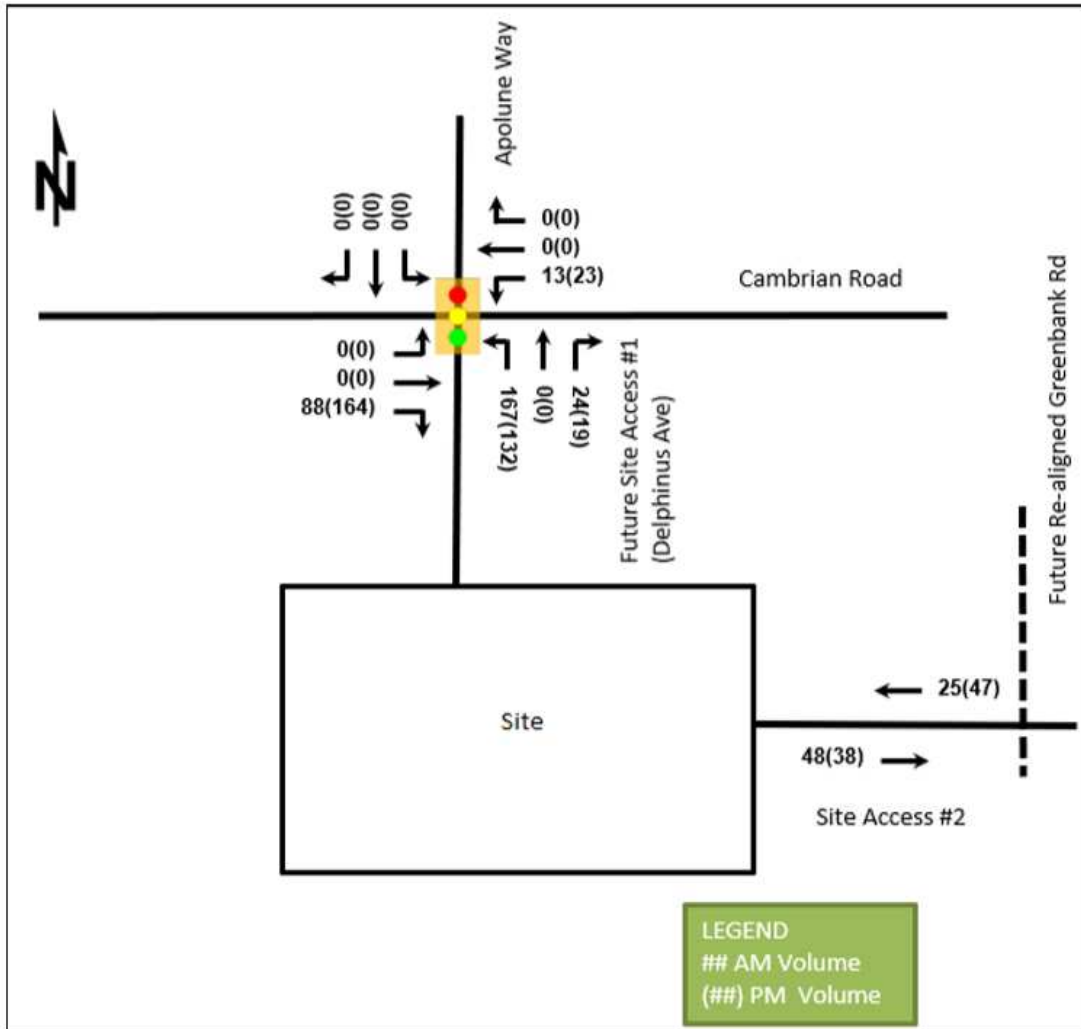 Apolune Way
N
0(0)
0(0)
0(0)
0(0)
0(0)
13(23)
Cambrian Road
0(0)
0(0)
88(164)
167(132)
0(0)
24(19)
Future Site Access #1
(Delphinus Ave)
Future Re-aligned Greenbank Rd
25(47)
Site
48(38)
Site Access #2
LEGEND
## AM Volume
(##) PM Volume